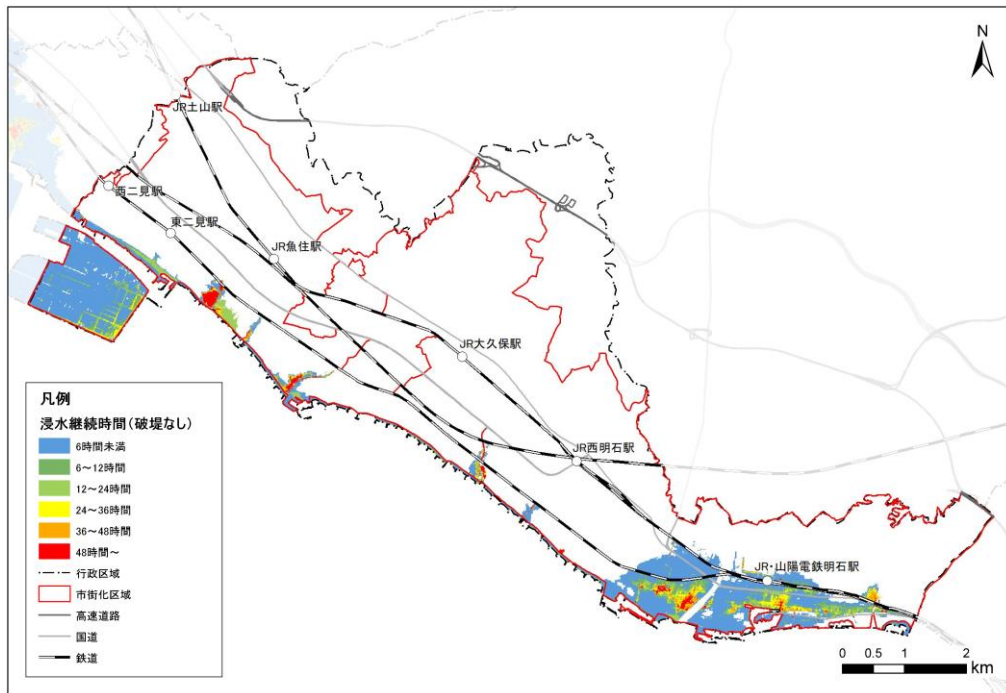 N
JR土山駅
西二見駅
東二見駅
JR魚住駅
JR大久保駅
JR西明石駅
JR・山陽電鉄明石駅
凡例
浸水継続時間(破堤なし)
6時間未満
6～12時間
12～24時間
24～36時間
36～48時間
48時間～
行政区域
市街化区域
高速道路
国道
鉄道
0 0.5 1 2
km